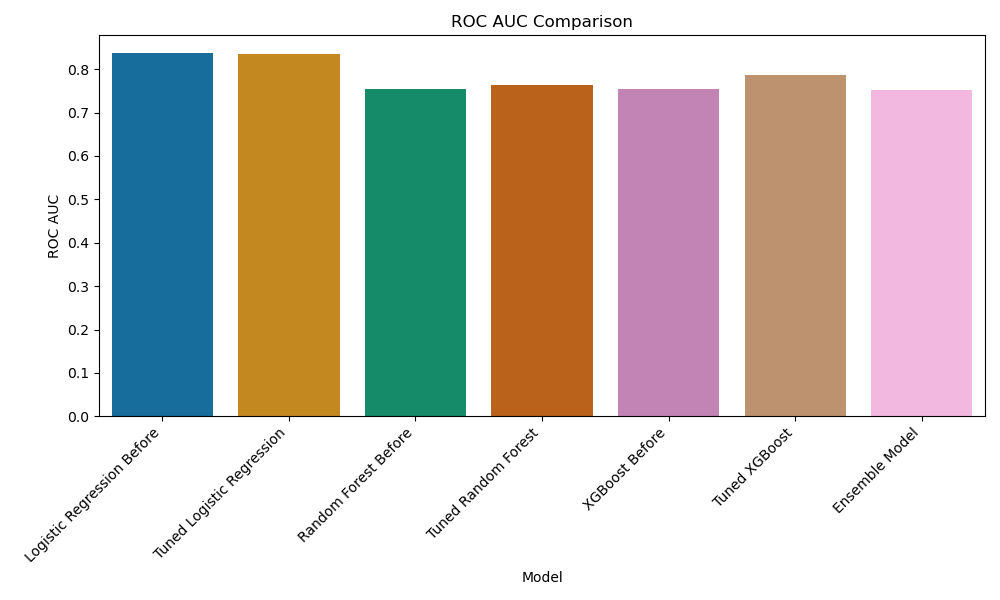 ROC AUC Comparison
ROC AUC
0.8
0.7
0.6
0.5
0.4
0.3
0.2
0.1
0.0
Logistic Regression Before
Tuned Logistic Regression
Random Forest Before
Tuned Random Forest
XGBoost Before
Tuned XGBoost
Ensemble Model
Model